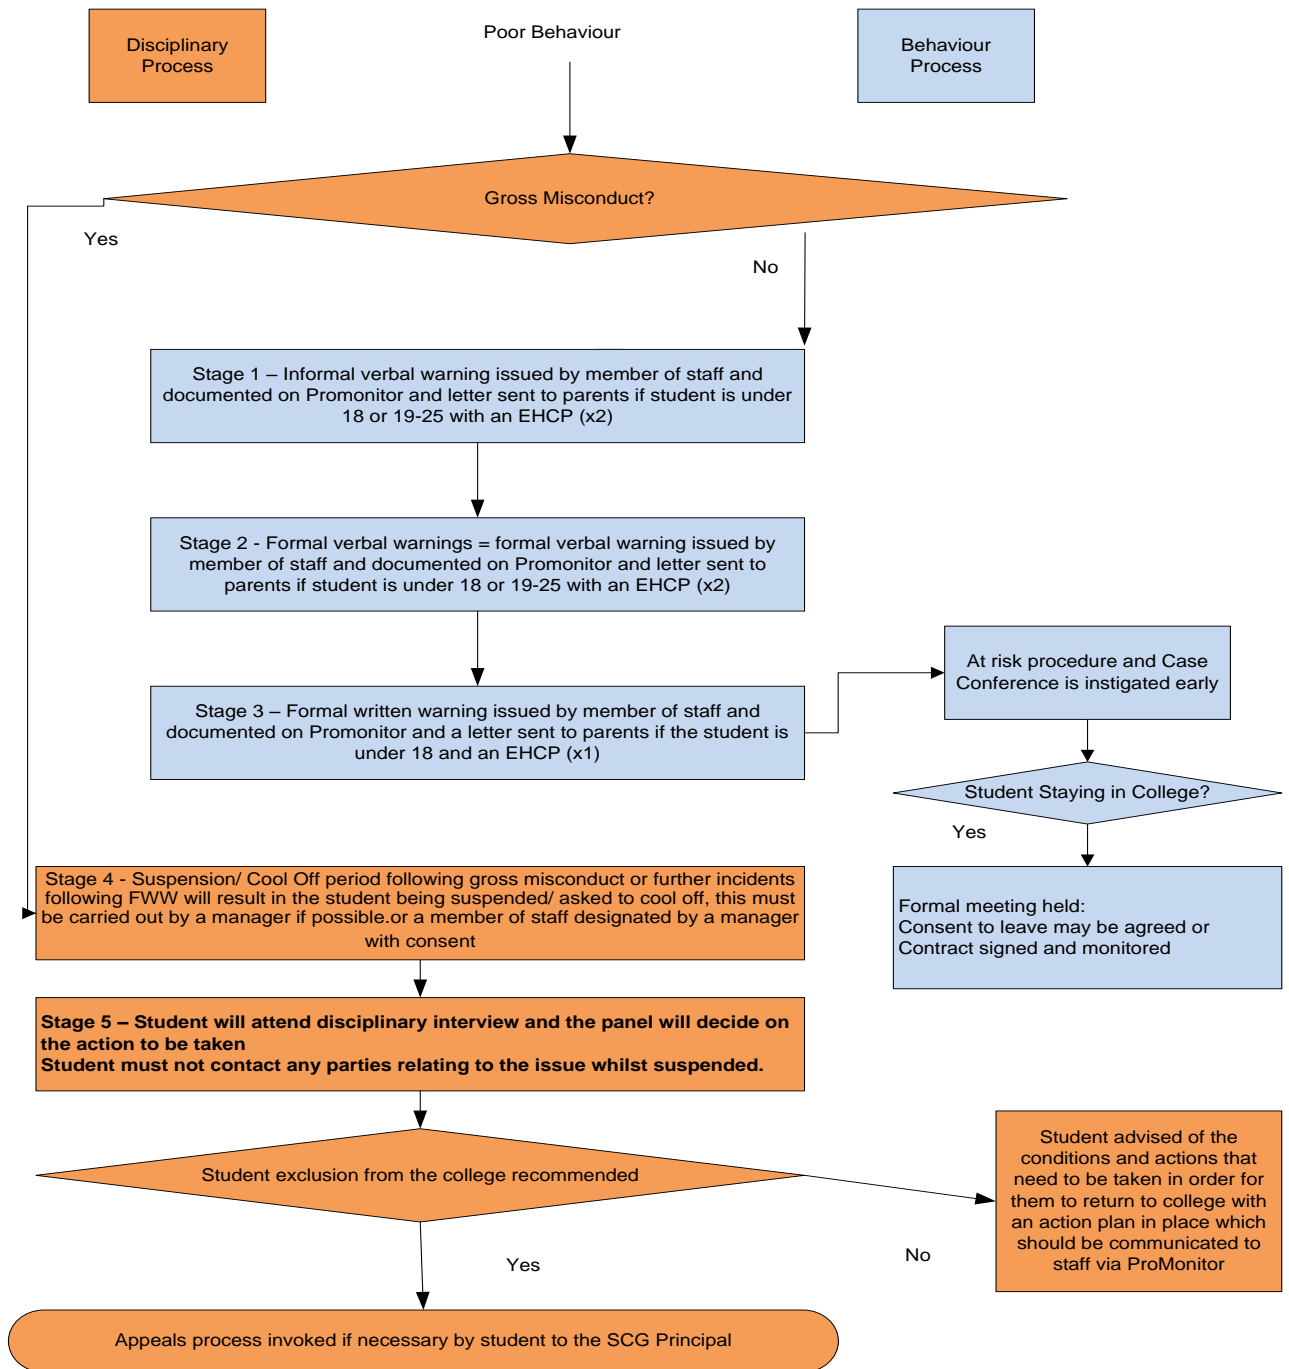 Disciplinary
Process
Poor Behaviour
Behaviour
Process
Gross Misconduct?
Yes
No
Stage 1 – Informal verbal warning issued by member of staff and
documented on Promonitor and letter sent to parents if student is under
18 or 19-25 with an EHCP (x2)
Stage 2 - Formal verbal warnings = formal verbal warning issued by
member of staff and documented on Promonitor and letter sent to
parents if student is under 18 or 19-25 with an EHCP (x2)
Stage 3 – Formal written warning issued by member of staff and
documented on Promonitor and a letter sent to parents if the student is
under 18 and an EHCP (x1)
At risk procedure and Case
Conference is instigated early
Student Staying in College?
Yes
Formal meeting held:
Consent to leave may be agreed or
Contract signed and monitored
Stage 4 - Suspension/ Cool Off period following gross misconduct or further incidents
following FWW will result in the student being suspended/ asked to cool off, this must
be carried out by a manager if possible.or a member of staff designated by a manager
with consent
Stage 5 – Student will attend disciplinary interview and the panel will decide on
the action to be taken
Student must not contact any parties relating to the issue whilst suspended.
Student exclusion from the college recommended
No
Student advised of the
conditions and actions that
need to be taken in order for
them to return to college with
an action plan in place which
should be communicated to
staff via ProMonitor
Yes
Appeals process invoked if necessary by student to the SCG Principal